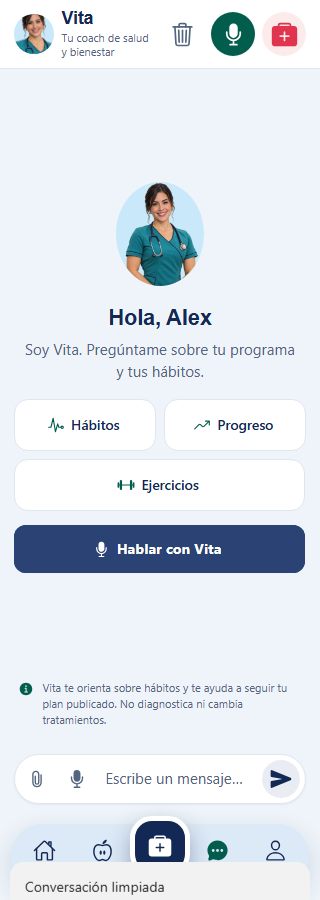 Vita
Tu coach de salud
y bienestar
Hola, Alex
Soy Vita. Pregúntame sobre tu programa
y tus hábitos.
Hábitos
Progreso
Ejercicios
Hablar con Vita
Vita te orienta sobre hábitos y te ayuda a seguir tu
plan publicado. No diagnostica ni cambia
tratamientos.
Escribe un mensaje...
Conversación limpiada